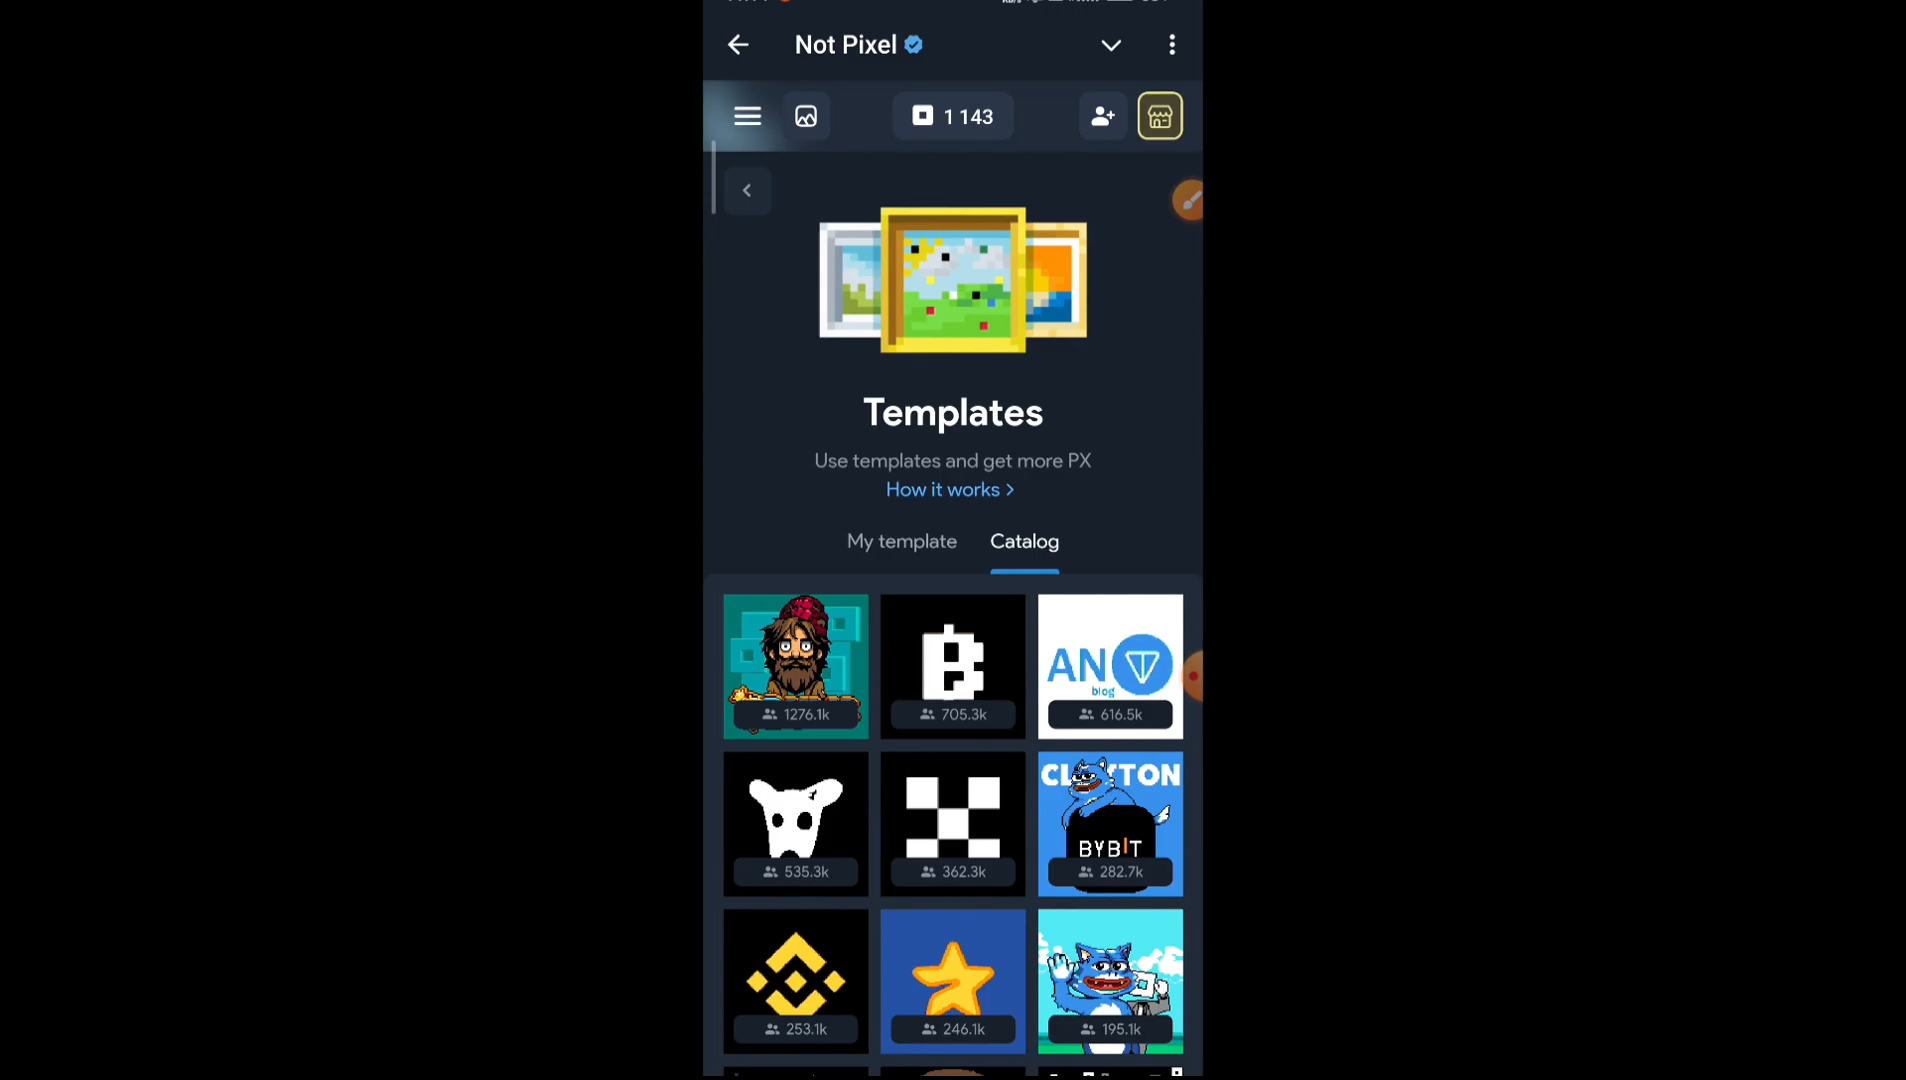 Not Pixel
1 143
Templates
Use templates and get more PX
How it works >
My template Catalog
AN
blog
1276.1k 705.3k 616.5k
BYBIT
535.3k 362.3k 282.7k
253.1k 246.1k 195.1k